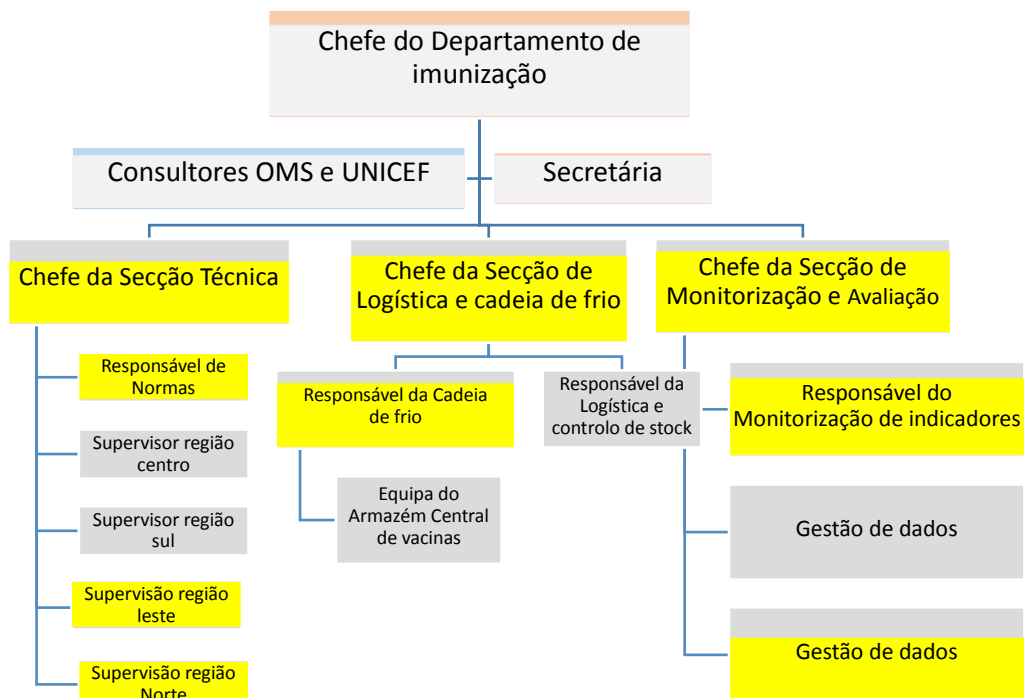 Chefe do Departamento de
imunização
Consultores OMS e UNICEF
Secretária
Chefe da Secção Técnica
Chefe da Secção de
Logística e cadeia de frio
Chefe da Secção de
Monitorização e Avaliação
Responsável de
Normas
Supervisor região
centro
Supervisor região
sul
Supervisão região
leste
Supervisão região
Norte
Responsável da Cadeia
de frio
Equipa do
Armazém Central
de vacinas
Responsável da
Logística e
controlo de stock
Responsável do
Monitorização de indicadores
Gestão de dados
Gestão de dados